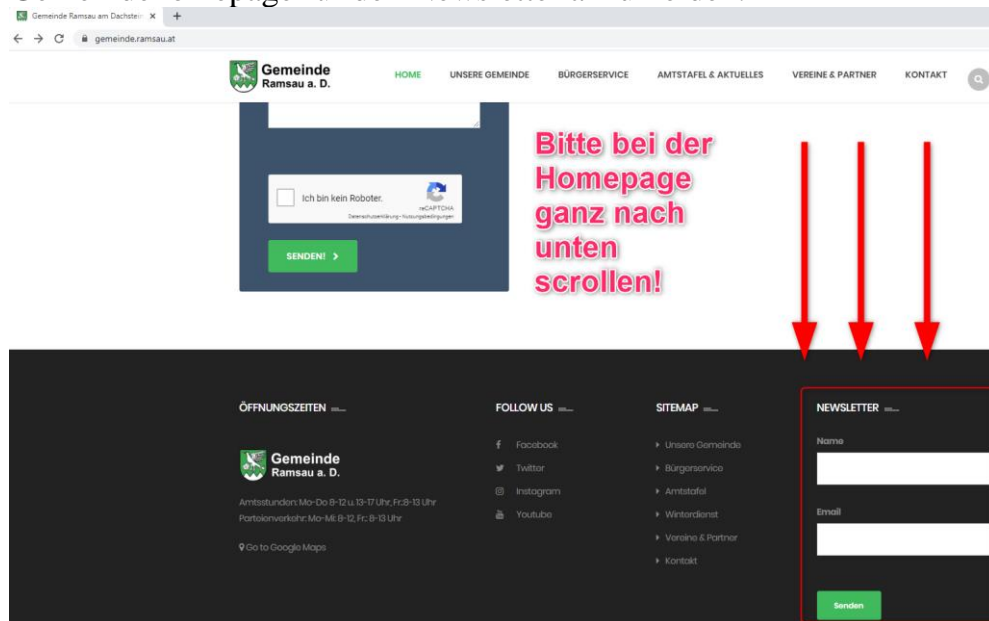 Gemeinde Ramsau am Dachstein
gemeinde.ramsau.at
Gemeinde
Ramsau a. D.
HOME UNSERE GEMEINDE BÜRGERSERVICE AMTSTAFEL & AKTUELLES VEREINE & PARTNER KONTAKT
Ich bin kein Roboter.
reCAPTCHA
Datenschutzerklärung - Nutzungsbedingungen
SENDEN! >
Bitte bei der
Homepage
ganz nach
unten
scrollen!
ÖFFNUNGSZEITEN
Gemeinde
Ramsau a. D.
Amtsstunden: Mo-Do 8-12 u. 13-17 Uhr, Fr.:8-13 Uhr
Parteienverkehr: Mo-Mi: 8-12, Fr.: 8-13 Uhr
Go to Google Maps
FOLLOW US
Facebook
Twitter
Instagram
Youtube
SITEMAP
Unsere Gemeinde
Bürgerservice
Amtstafel
Winterdienst
Vereine & Partner
Kontakt
NEWSLETTER
Name
Email
Senden